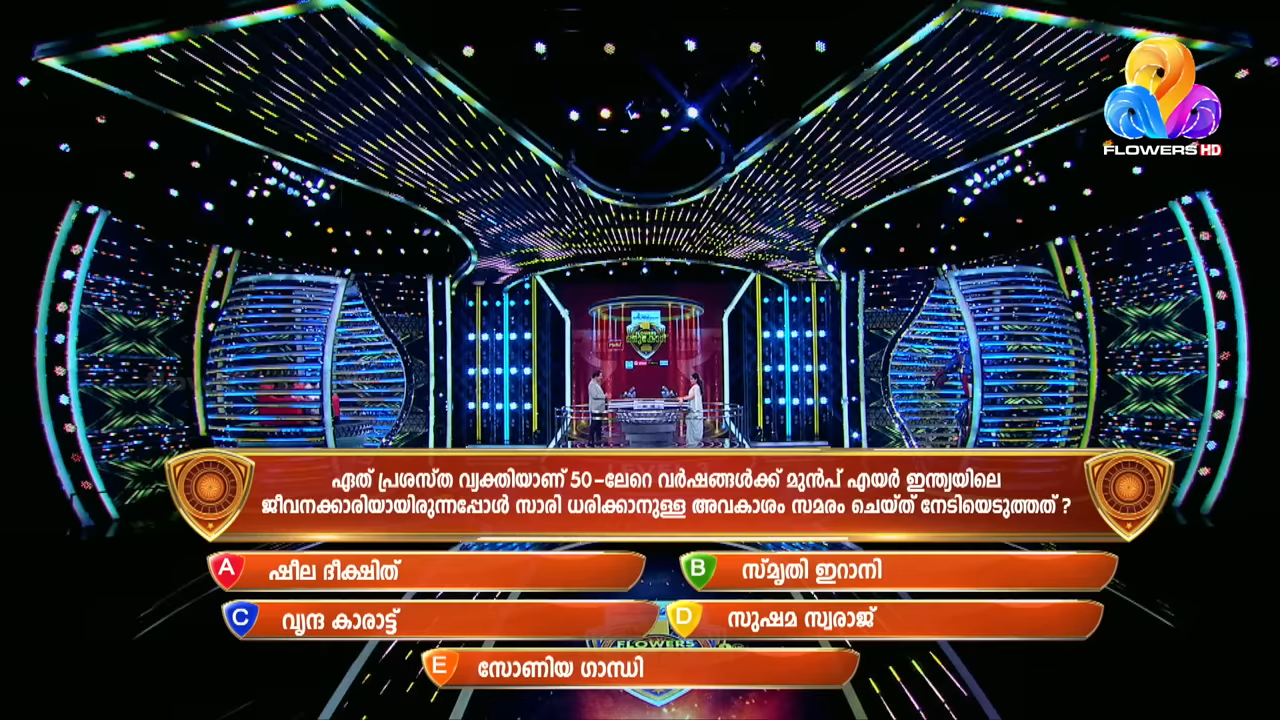 FLOWERS HD
ഏത് പ്രശസ്ത വ്യക്തിയാണ് 50-ലേറെ വർഷങ്ങൾക്ക് മുൻപ് എയർ ഇന്ത്യയിലെ
ജീവനക്കാരിയായിരുന്നപ്പോൾ സാരി ധരിക്കാനുള്ള അവകാശം സമരം ചെയ്ത് നേടിയെടുത്തത് ?
A ഷീല ദീക്ഷിത്
B സ്മൃതി ഇറാനി
C വൃന്ദ കാരാട്ട്
D സുഷമ സ്വരാജ്
FLOWERS
E സോണിയ ഗാന്ധി